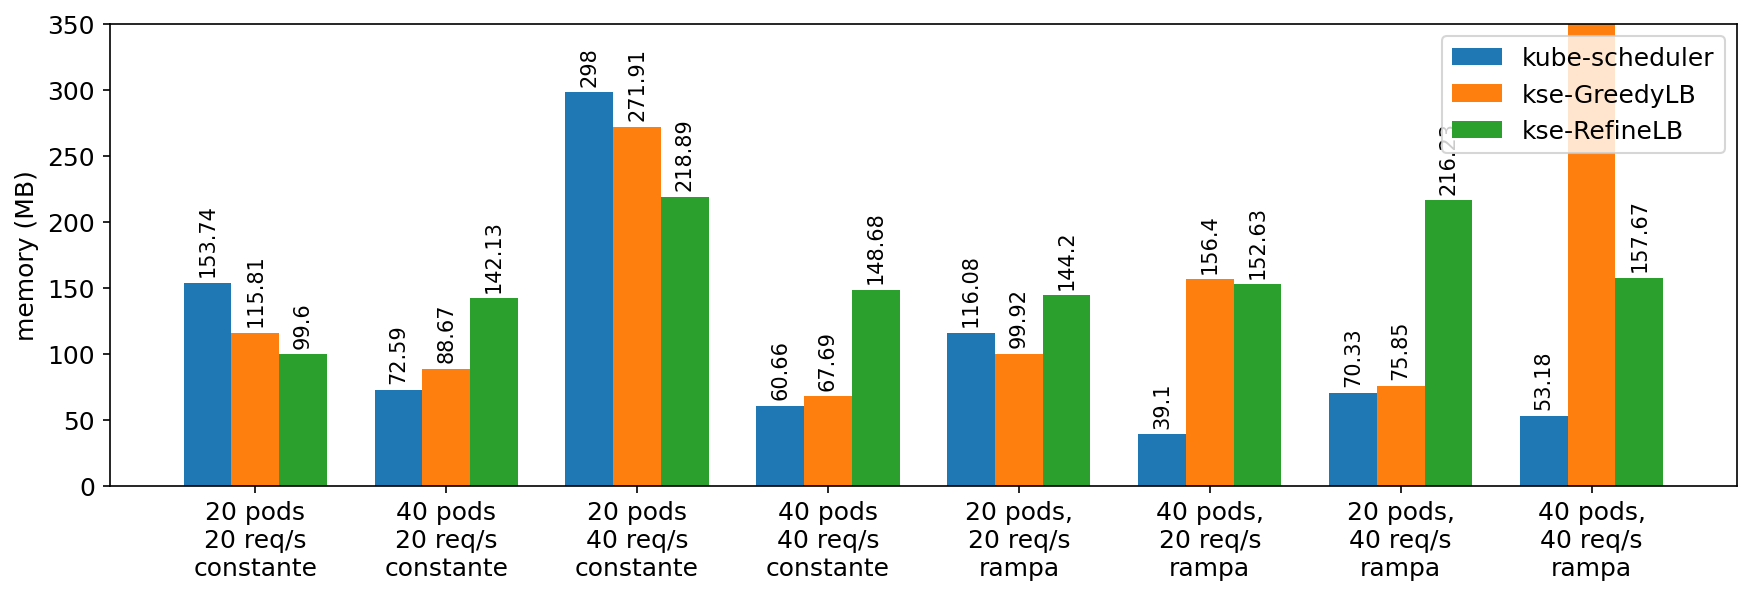 memory (MB)
350
300
250
200
150
100
50
0
kube-scheduler
kse-GreedyLB
kse-RefineLB
153.74
115.81
99.6
72.59
88.67
142.13
298
271.91
218.89
60.66
67.69
148.68
116.08
99.92
144.2
39.1
156.4
152.63
70.33
75.85
216.23
53.18
157.67
20 pods
20 req/s
constante
40 pods
20 req/s
constante
20 pods
40 req/s
constante
40 pods
40 req/s
constante
20 pods,
20 req/s
rampa
40 pods,
20 req/s
rampa
20 pods,
40 req/s
rampa
40 pods,
40 req/s
rampa